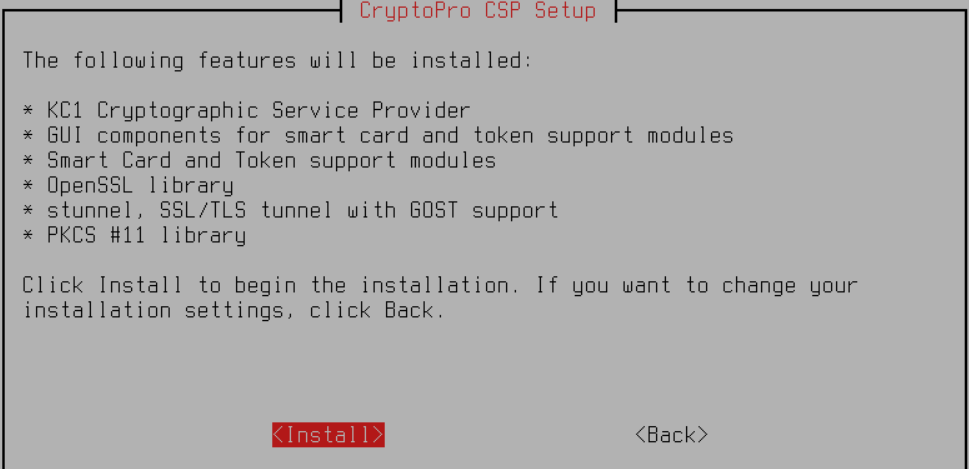 CryptoPro CSP Setup
The following features will be installed:
* KC1 Cryptographic Service Provider
* GUI components for smart card and token support modules
* Smart Card and Token support modules
* OpenSSL library
* stunnel, SSL/TLS tunnel with GOST support
* PKCS #11 library
Click Install to begin the installation. If you want to change your
installation settings, click Back.
<Install> <Back>